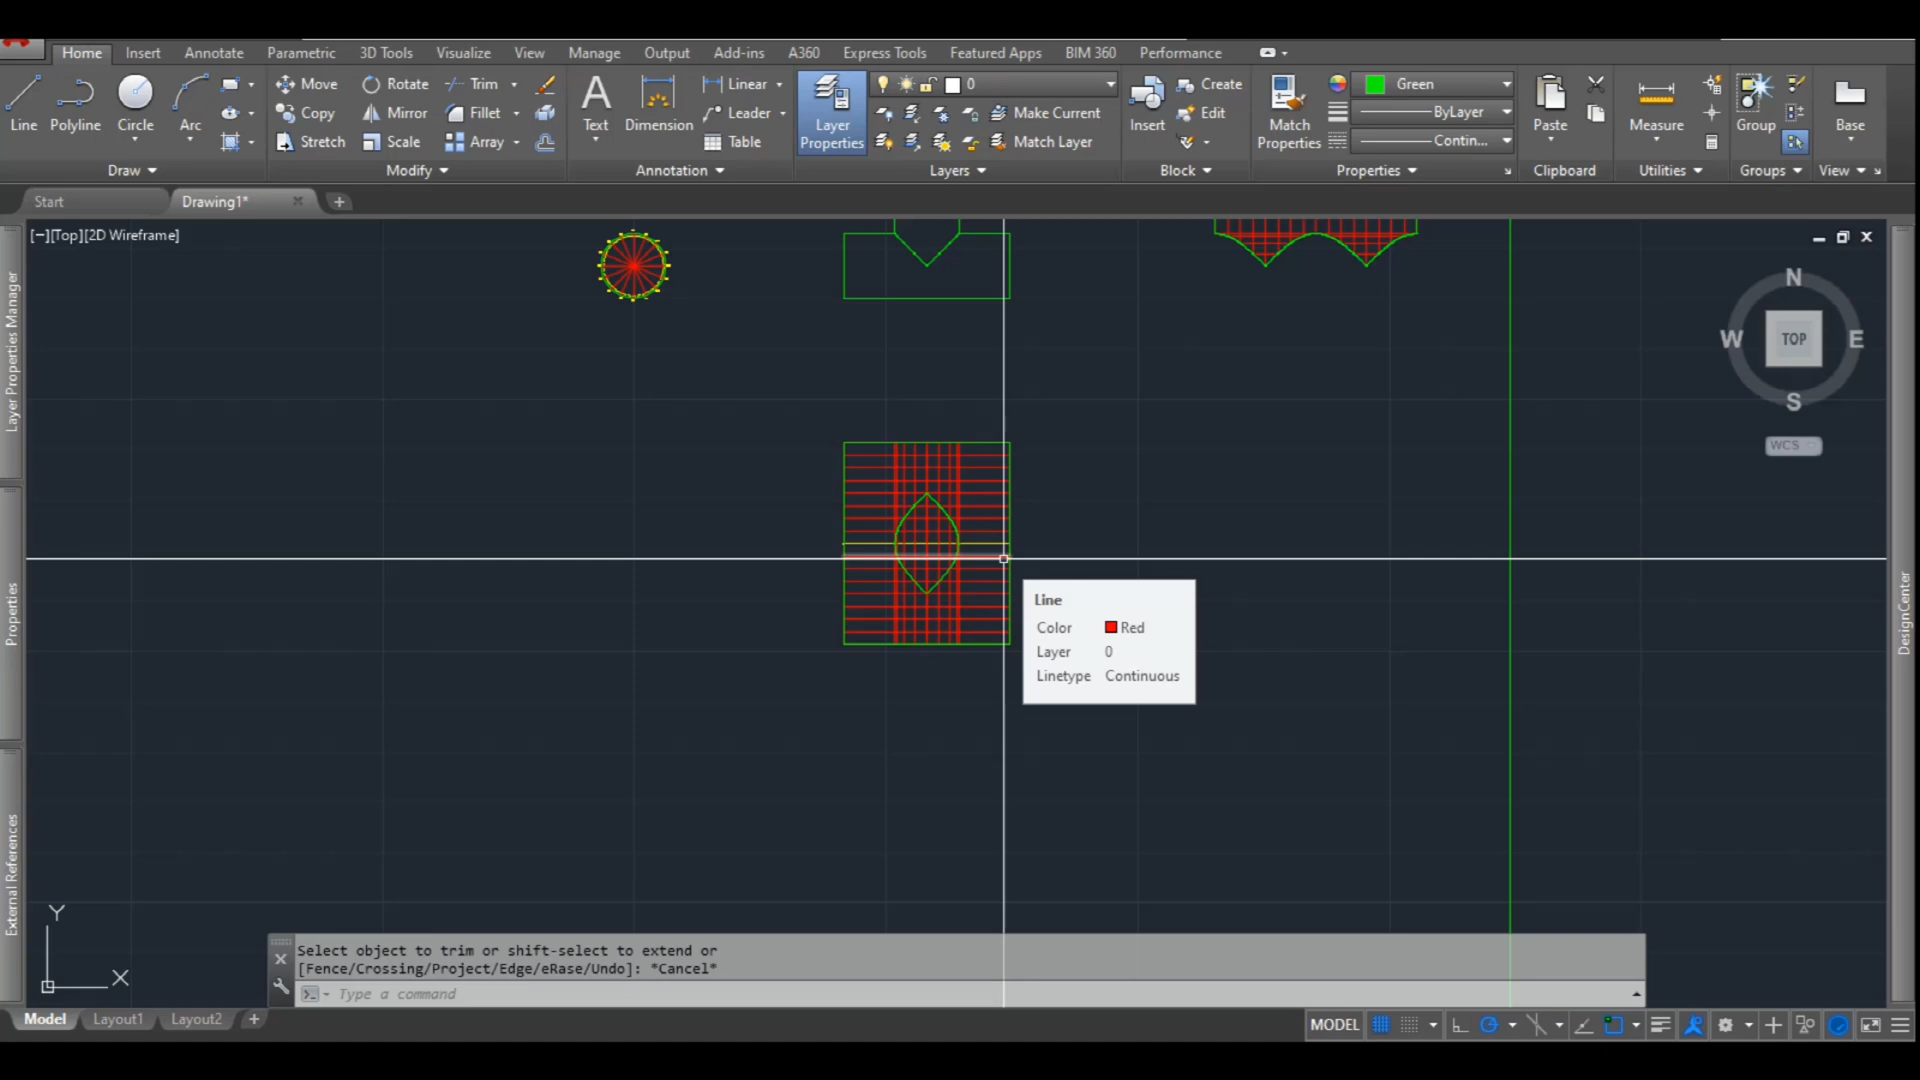 Home Insert Annotate Parametric 3D Tools Visualize View Manage Output Add-ins A360 Express Tools Featured Apps BIM 360 Performance
Line Polyline Circle Arc
Move Rotate Trim
Copy Mirror Fillet
Stretch Scale Array
Text Dimension
Linear
Leader
Table
Layer Properties
0
Make Current
Match Layer
Insert
Create
Edit
Match Properties
Green
ByLayer
Contin...
Paste
Measure
Group
Base
Draw Modify Annotation Layers Block Properties Clipboard Utilities Groups View
Start Drawing1*
[−][Top][2D Wireframe]
Layer Properties Manager
Properties
External References
DesignCenter
N
W TOP E
S
WCS
Line
Color Red
Layer 0
Linetype Continuous
Y
X
Select object to trim or shift-select to extend or
[Fence/Crossing/Project/Edge/eRase/Undo]: *Cancel*
Type a command
Model Layout1 Layout2
MODEL